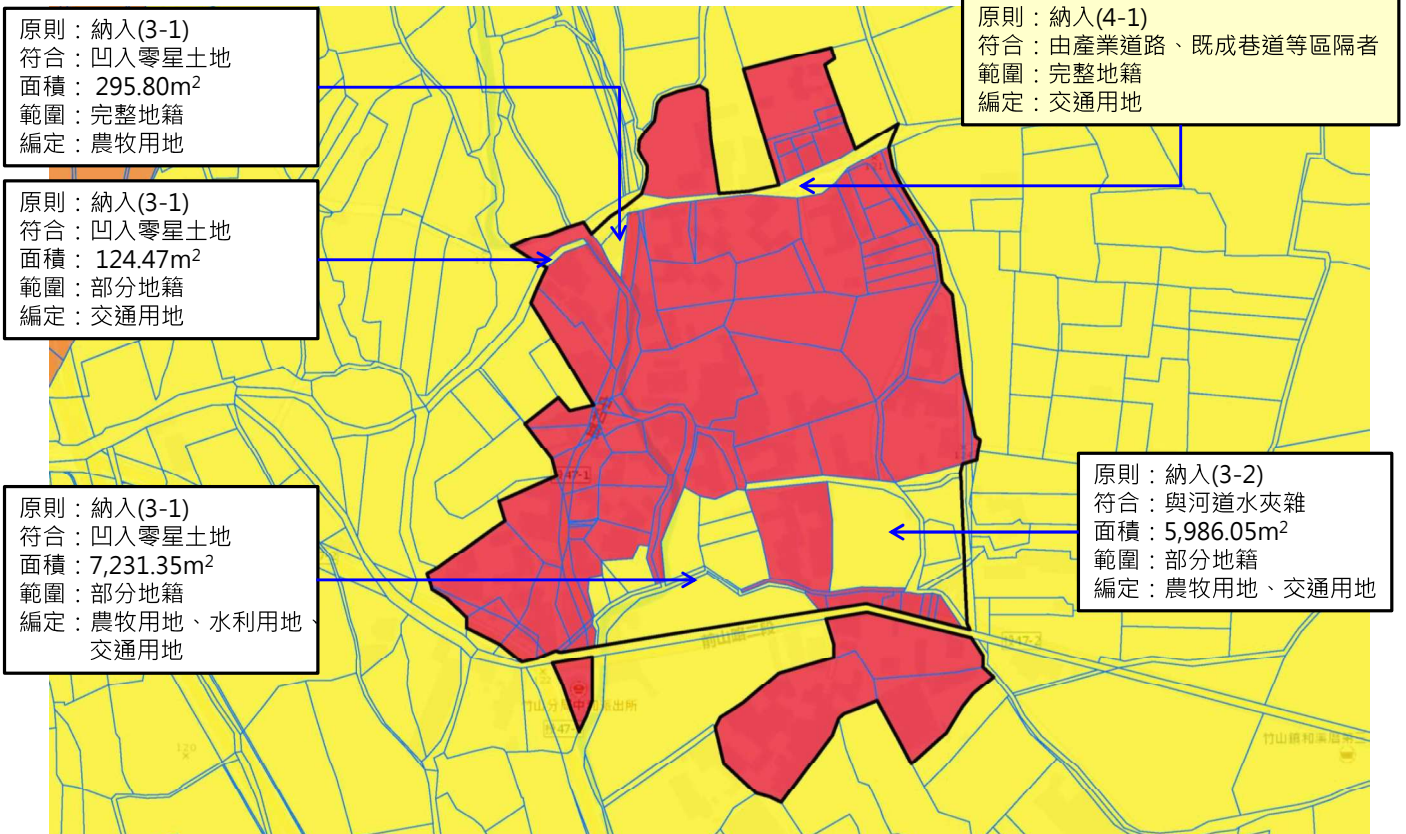 原則：納入(3-1)
符合：凹入零星土地
面積： 295.80m²
範圍：完整地籍
編定：農牧用地
原則：納入(4-1)
符合：由產業道路、既成巷道等區隔者
範圍：完整地籍
編定：交通用地
原則：納入(3-1)
符合：凹入零星土地
面積： 124.47m²
範圍：部分地籍
編定：交通用地
原則：納入(3-1)
符合：凹入零星土地
面積：7,231.35m²
範圍：部分地籍
編定：農牧用地、水利用地、
交通用地
原則：納入(3-2)
符合：與河道水夾雜
面積：5,986.05m²
範圍：部分地籍
編定：農牧用地、交通用地
前山路二段
120